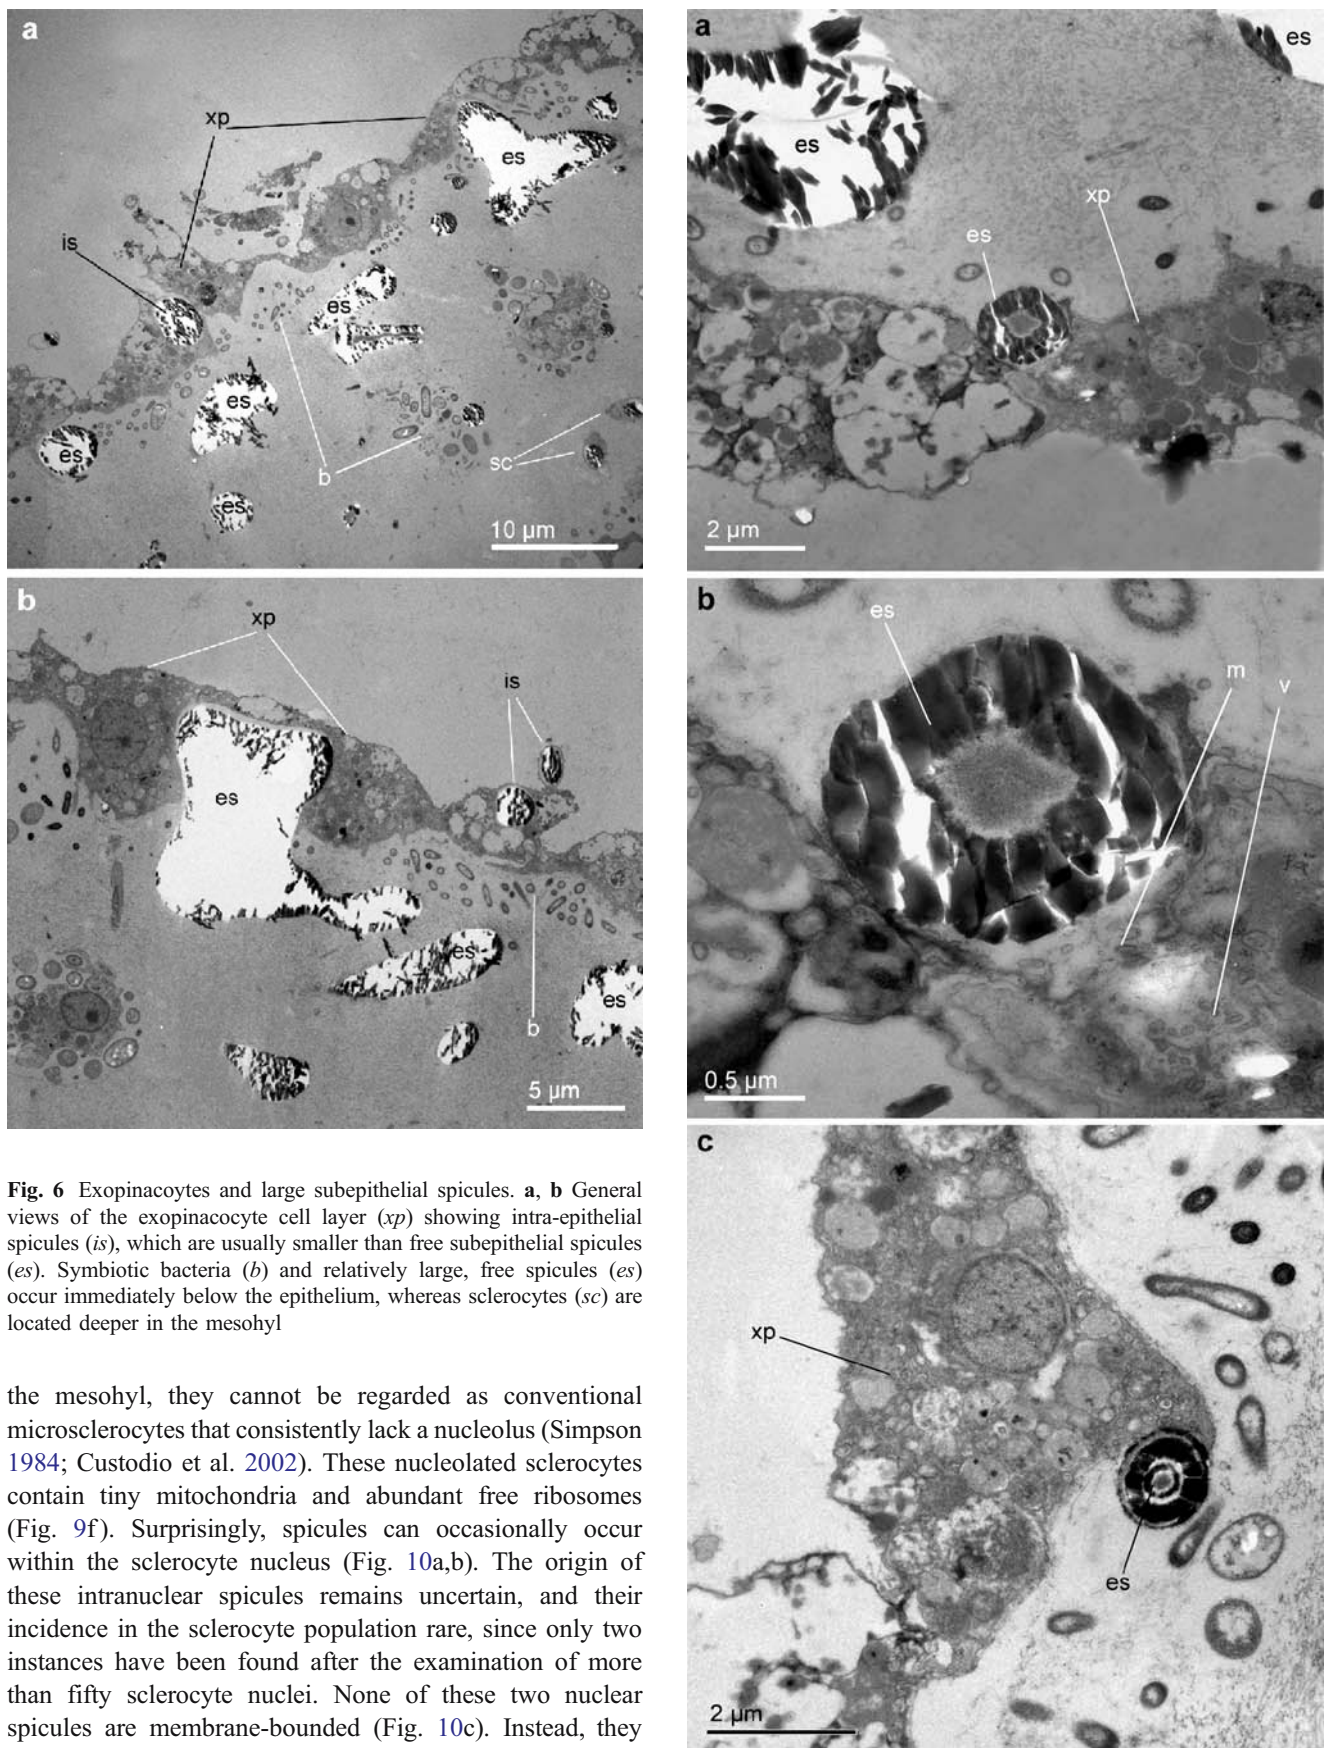 a
xp
es
is
es
es
es
b
sc
es
10 µm
b
xp
is
es
es
es
b
5 µm
Fig. 6 Exopinacoytes and large subepithelial spicules. a, b General
views of the exopinacocyte cell layer (xp) showing intra-epithelial
spicules (is), which are usually smaller than free subepithelial spicules
(es). Symbiotic bacteria (b) and relatively large, free spicules (es)
occur immediately below the epithelium, whereas sclerocytes (sc) are
located deeper in the mesohyl
the mesohyl, they cannot be regarded as conventional
microsclerocytes that consistently lack a nucleolus (Simpson
1984; Custodio et al. 2002). These nucleolated sclerocytes
contain tiny mitochondria and abundant free ribosomes
(Fig. 9f). Surprisingly, spicules can occasionally occur
within the sclerocyte nucleus (Fig. 10a,b). The origin of
these intranuclear spicules remains uncertain, and their
incidence in the sclerocyte population rare, since only two
instances have been found after the examination of more
than fifty sclerocyte nuclei. None of these two nuclear
spicules are membrane-bounded (Fig. 10c). Instead, they
a
es
es
xp
es
2 µm
b
es
m
v
0.5 µm
c
xp
es
2 µm